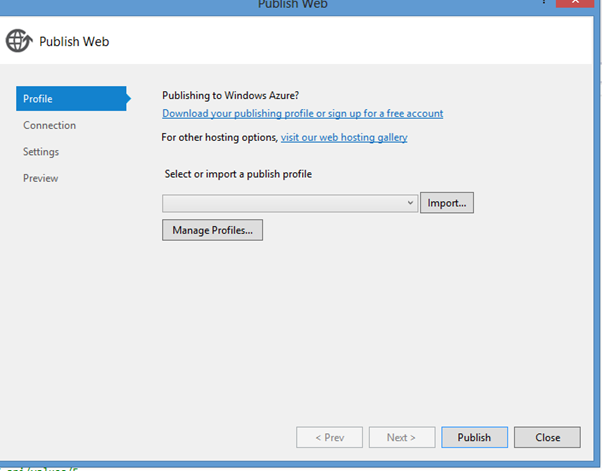 Publish Web
Publish Web
Profile
Connection
Settings
Preview
Publishing to Windows Azure?
Download your publishing profile or sign up for a free account
For other hosting options, visit our web hosting gallery
Select or import a publish profile
Import...
Manage Profiles...
< Prev
Next >
Publish
Close